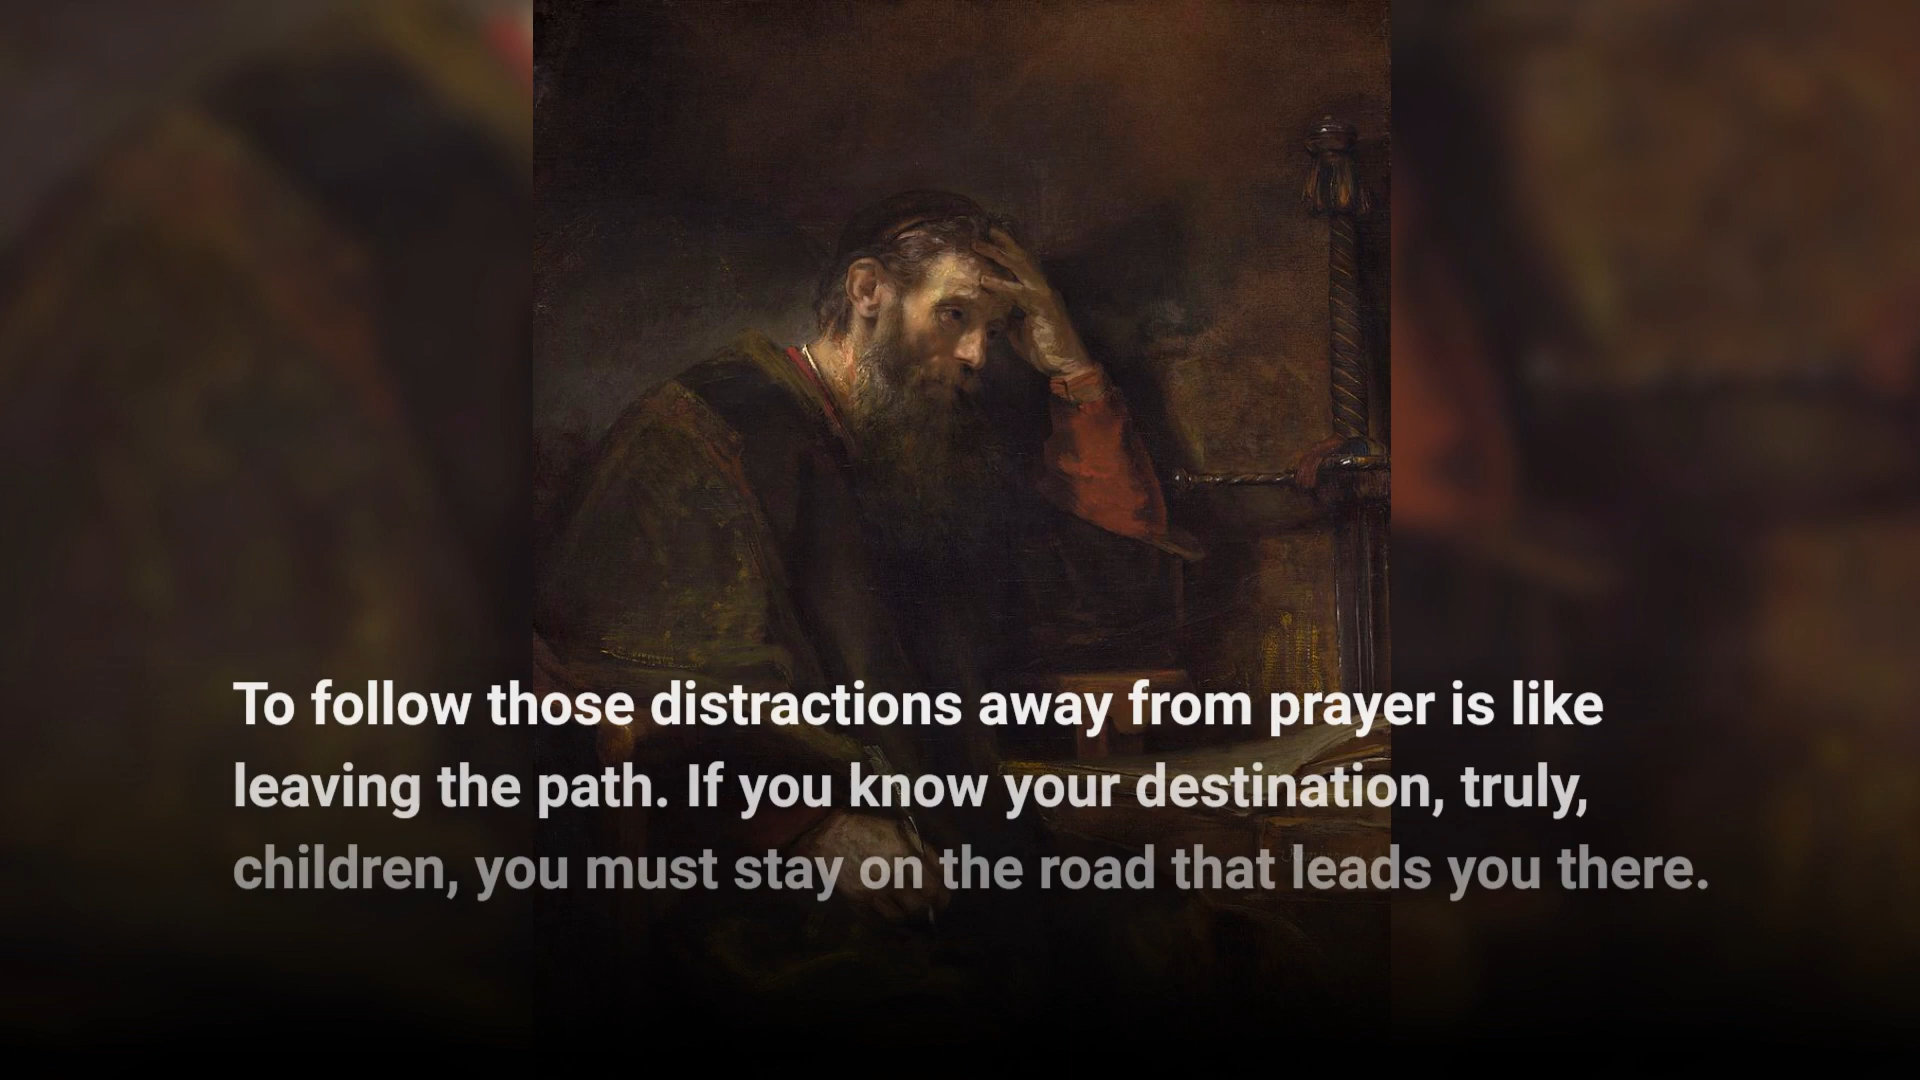 To follow those distractions away from prayer is like
leaving the path. If you know your destination, truly,
children, you must stay on the road that leads you there.